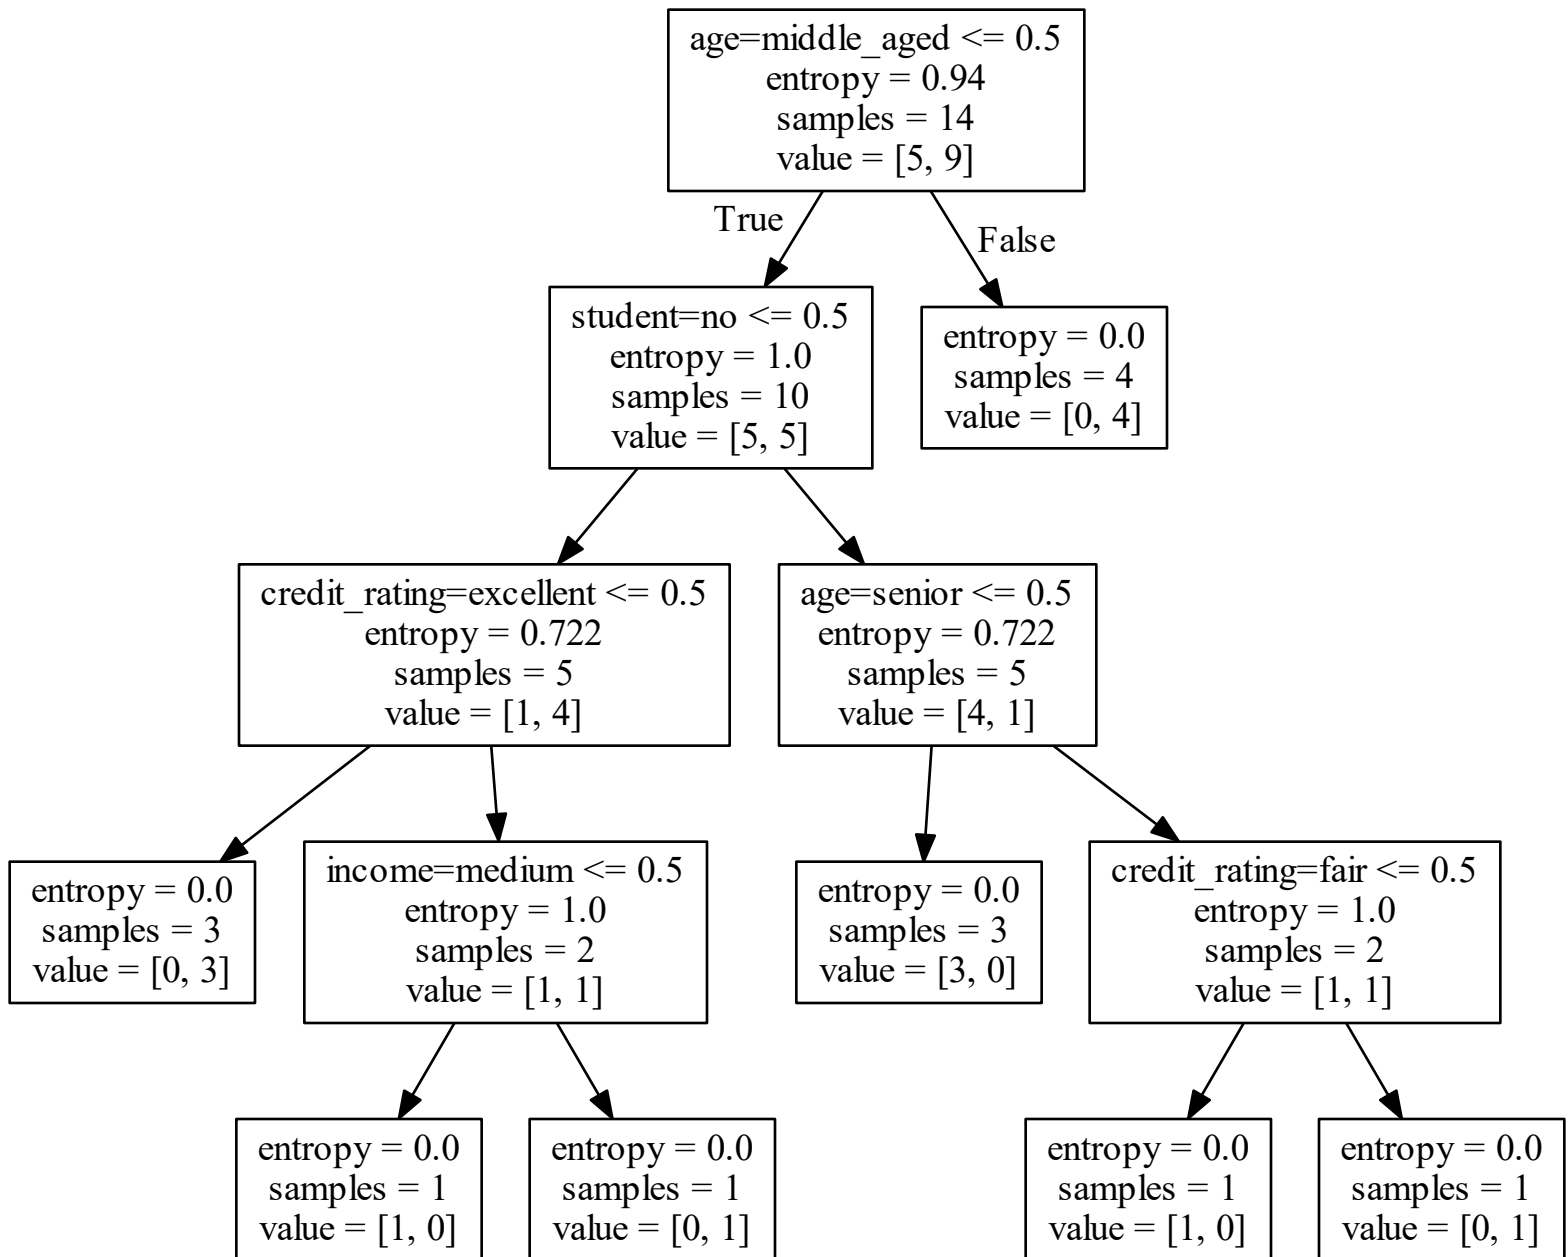 age=middle_aged <= 0.5
entropy = 0.94
samples = 14
value = [5, 9]
True
False
student=no <= 0.5
entropy = 1.0
samples = 10
value = [5, 5]
entropy = 0.0
samples = 4
value = [0, 4]
credit_rating=excellent <= 0.5
entropy = 0.722
samples = 5
value = [1, 4]
age=senior <= 0.5
entropy = 0.722
samples = 5
value = [4, 1]
entropy = 0.0
samples = 3
value = [0, 3]
income=medium <= 0.5
entropy = 1.0
samples = 2
value = [1, 1]
entropy = 0.0
samples = 3
value = [3, 0]
credit_rating=fair <= 0.5
entropy = 1.0
samples = 2
value = [1, 1]
entropy = 0.0
samples = 1
value = [1, 0]
entropy = 0.0
samples = 1
value = [0, 1]
entropy = 0.0
samples = 1
value = [1, 0]
entropy = 0.0
samples = 1
value = [0, 1]